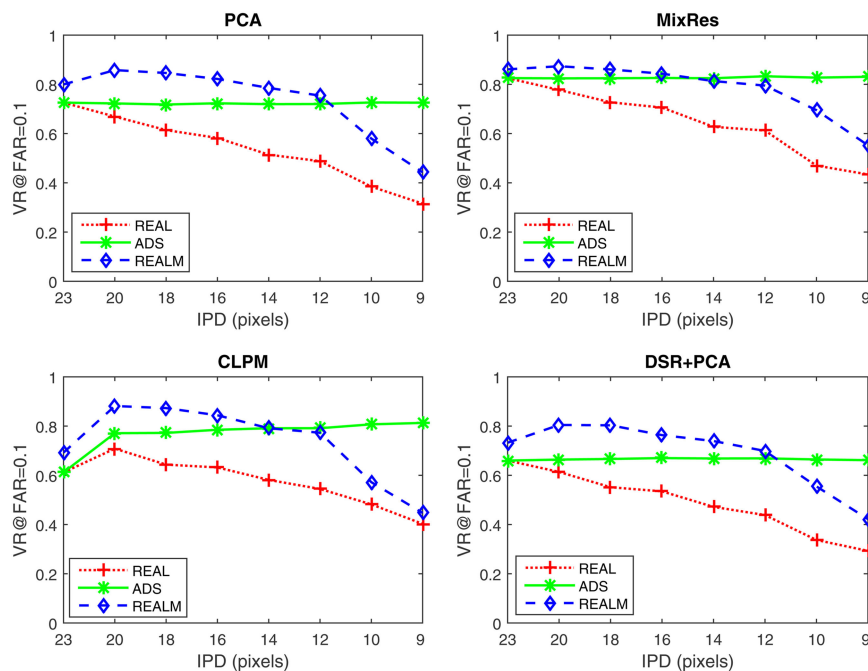 PCA
1
0.8
0.6
0.4
0.2
0
VR@FAR=0.1
REAL
ADS
REALM
23 20 18 16 14 12 10 9
IPD (pixels)
MixRes
1
0.8
0.6
0.4
0.2
0
VR@FAR=0.1
REAL
ADS
REALM
23 20 18 16 14 12 10 9
IPD (pixels)
CLPM
1
0.8
0.6
0.4
0.2
0
VR@FAR=0.1
REAL
ADS
REALM
23 20 18 16 14 12 10 9
IPD (pixels)
DSR+PCA
1
0.8
0.6
0.4
0.2
0
VR@FAR=0.1
REAL
ADS
REALM
23 20 18 16 14 12 10 9
IPD (pixels)